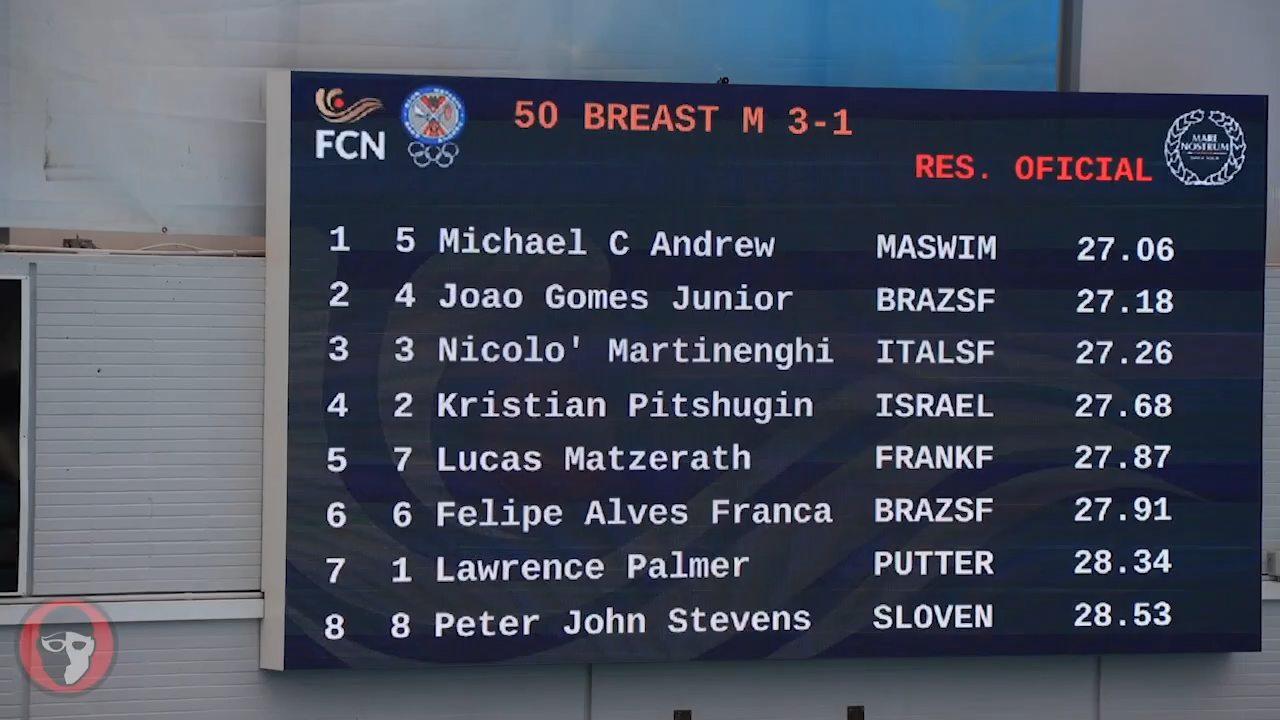 FCN
50 BREAST M 3-1
MARE
NOSTRUM
RES. OFICIAL
1 5 Michael C Andrew MASWIM 27.06
2 4 Joao Gomes Junior BRAZSF 27.18
3 3 Nicolo' Martinenghi ITALSF 27.26
4 2 Kristian Pitshugin ISRAEL 27.68
5 7 Lucas Matzerath FRANKF 27.87
6 6 Felipe Alves Franca BRAZSF 27.91
7 1 Lawrence Palmer PUTTER 28.34
8 8 Peter John Stevens SLOVEN 28.53